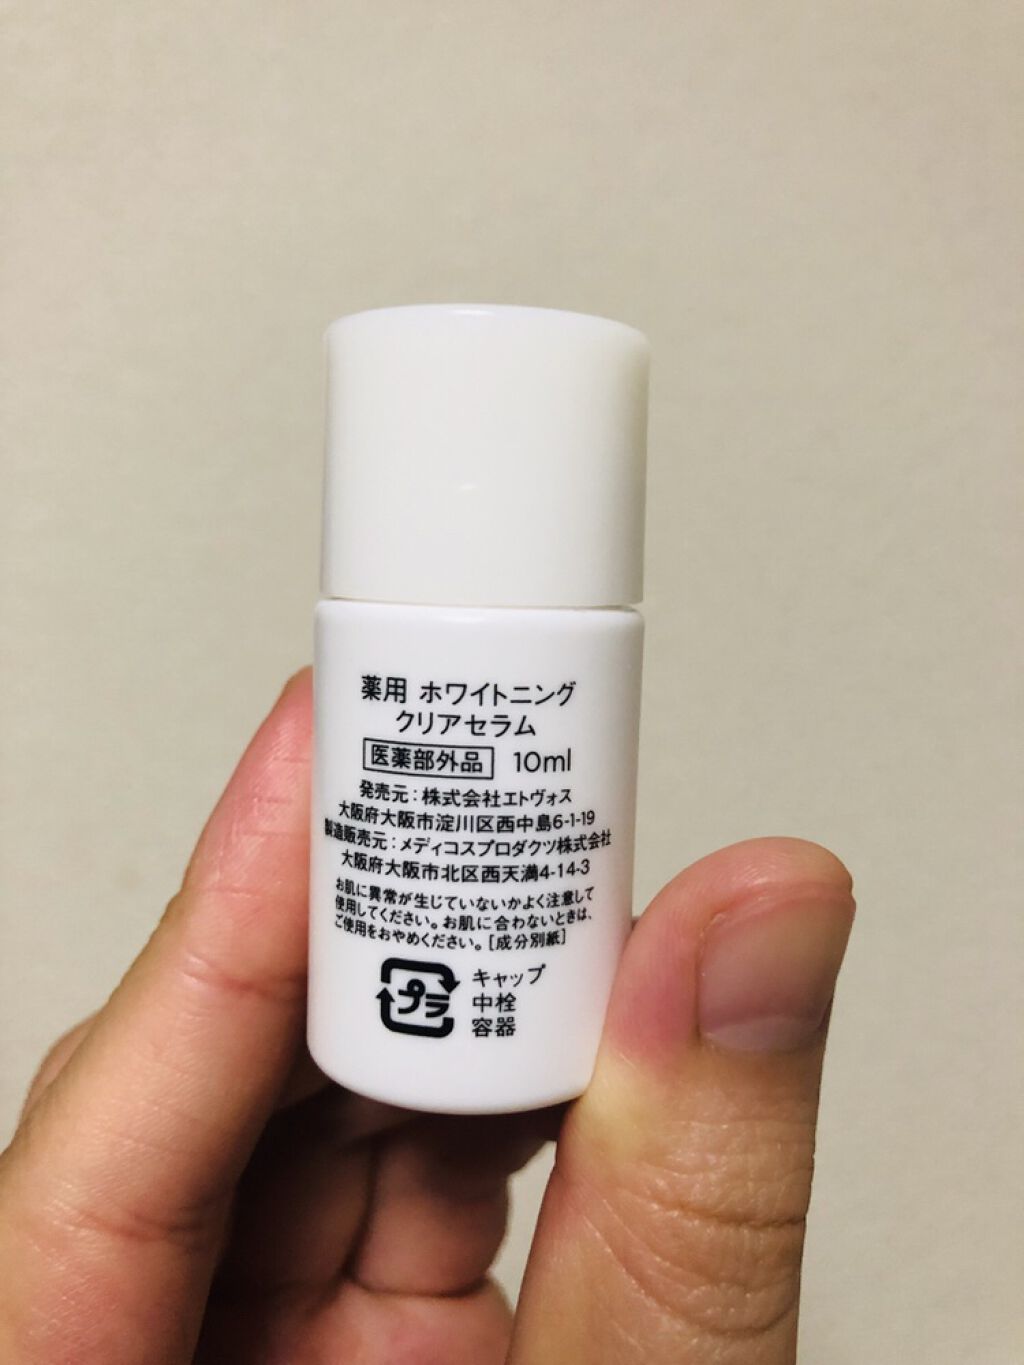 薬用 ホワイトニング
クリアセラム
医薬部外品 10ml
発売元：株式会社エトヴォス
大阪府大阪市淀川区西中島6-1-19
製造販売元：メディコスプロダクツ株式会社
大阪府大阪市北区西天満4-14-3
お肌に異常が生じていないかよく注意して
使用してください。お肌に合わないときは、
ご使用をおやめください。[成分別紙]
プラ
キャップ
中栓
容器